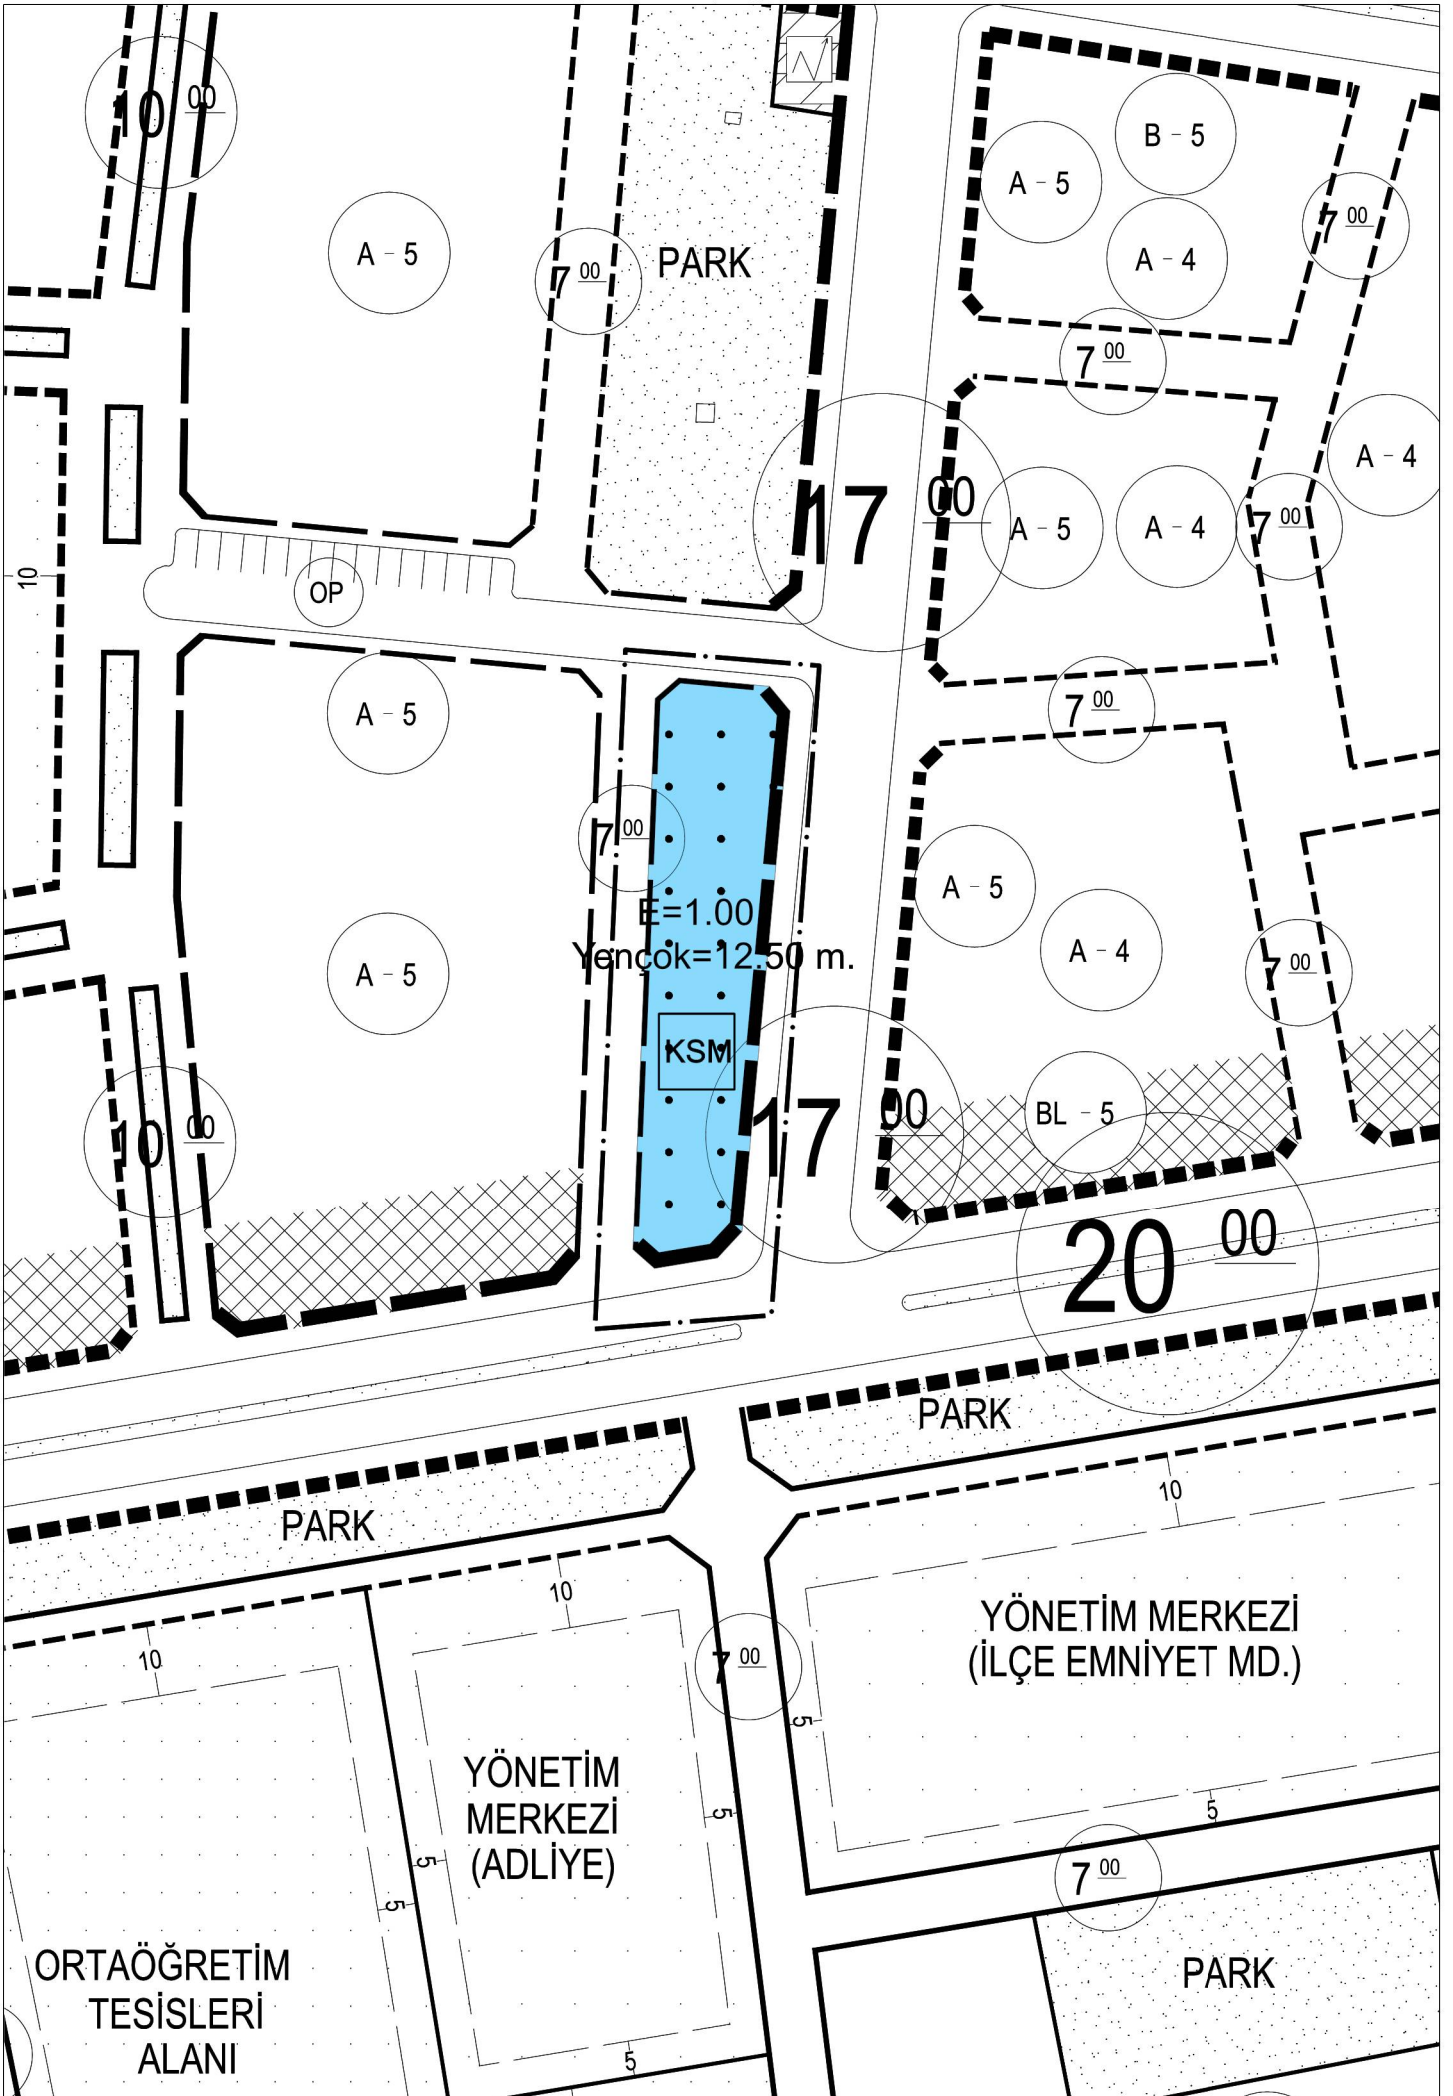 10 00
B - 5
A - 5
7 00
A - 5
A - 4
7 00
PARK
7 00
A - 4
17 00
A - 5
A - 4
7 00
10
OP
A - 5
7 00
7 00
A - 5
E=1.00
Yençok=12.50 m.
A - 4
A - 5
7 00
KSM
10 00
17 00
BL - 5
20 00
PARK
PARK
10
10
10
YÖNETİM MERKEZİ
(İLÇE EMNİYET MD.)
7 00
5
YÖNETİM
MERKEZİ
(ADLİYE)
5
5
5
5
7 00
ORTAÖĞRETİM
TESİSLERİ
ALANI
PARK
5